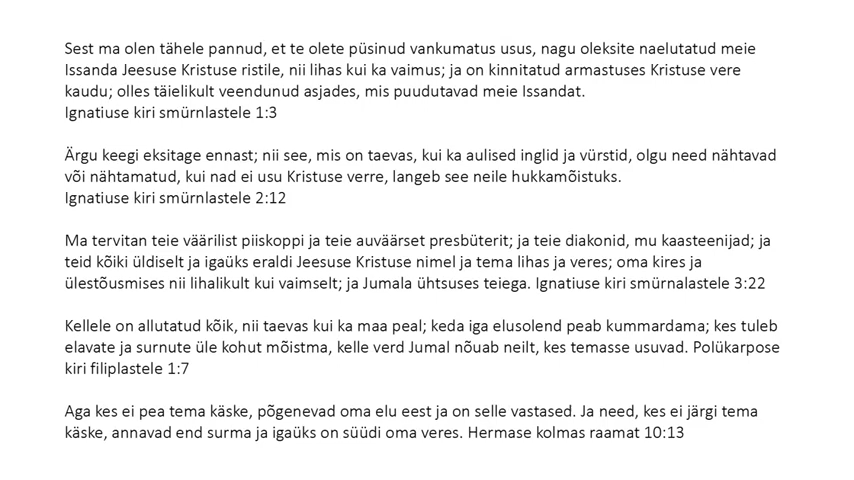 Sest ma olen tähele pannud, et te olete püsinud vankumatus usus, nagu oleksite naelutatud meie
Issanda Jeesuse Kristuse ristile, nii lihas kui ka vaimus; ja on kinnitatud armastuses Kristuse vere
kaudu; olles täielikult veendunud asjades, mis puudutavad meie Issandat.
Ignatiuse kiri smürnlastele 1:3
Ärgu keegi eksitage ennast; nii see, mis on taevas, kui ka aulised inglid ja vürstid, olgu need nähtavad
või nähtamatud, kui nad ei usu Kristuse verre, langeb see neile hukkamõistuks.
Ignatiuse kiri smürnlastele 2:12
Ma tervitan teie väärilist piiskoppi ja teie auväärset presbüterit; ja teie diakonid, mu kaasteenijad; ja
teid kõiki üldiselt ja igaüks eraldi Jeesuse Kristuse nimel ja tema lihas ja veres; oma kires ja
ülestõusmises nii lihalikult kui vaimselt; ja Jumala ühtsuses teiega. Ignatiuse kiri smürnalastele 3:22
Kellele on allutatud kõik, nii taevas kui ka maa peal; keda iga elusolend peab kummardama; kes tuleb
elavate ja surnute üle kohut mõistma, kelle verd Jumal nõuab neilt, kes temasse usuvad. Polükarpose
kiri filiplastele 1:7
Aga kes ei pea tema käske, põgenevad oma elu eest ja on selle vastased. Ja need, kes ei järgi tema
käske, annavad end surma ja igaüks on süüdi oma veres. Hermase kolmas raamat 10:13